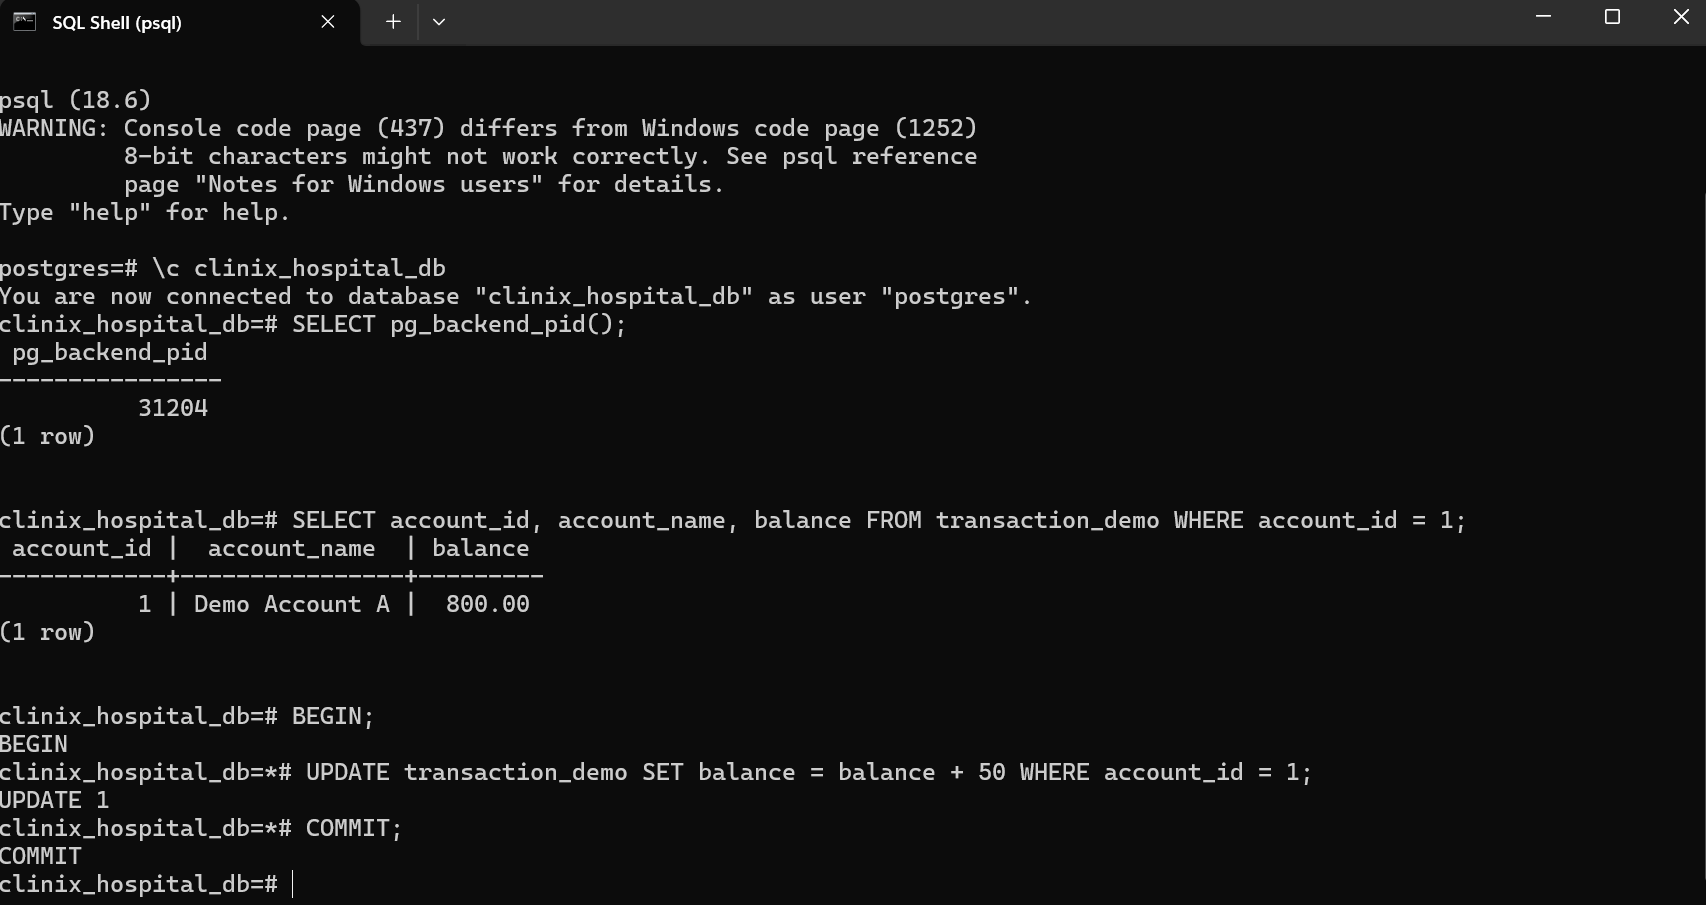 SQL Shell (psql)
psql (18.6)
WARNING: Console code page (437) differs from Windows code page (1252)
         8-bit characters might not work correctly. See psql reference
         page "Notes for Windows users" for details.
Type "help" for help.

postgres=# \c clinix_hospital_db
You are now connected to database "clinix_hospital_db" as user "postgres".
clinix_hospital_db=# SELECT pg_backend_pid();
 pg_backend_pid
----------------
          31204
(1 row)

clinix_hospital_db=# SELECT account_id, account_name, balance FROM transaction_demo WHERE account_id = 1;
 account_id |  account_name  | balance
------------+----------------+---------
          1 | Demo Account A |  800.00
(1 row)

clinix_hospital_db=# BEGIN;
BEGIN
clinix_hospital_db=*# UPDATE transaction_demo SET balance = balance + 50 WHERE account_id = 1;
UPDATE 1
clinix_hospital_db=*# COMMIT;
COMMIT
clinix_hospital_db=#